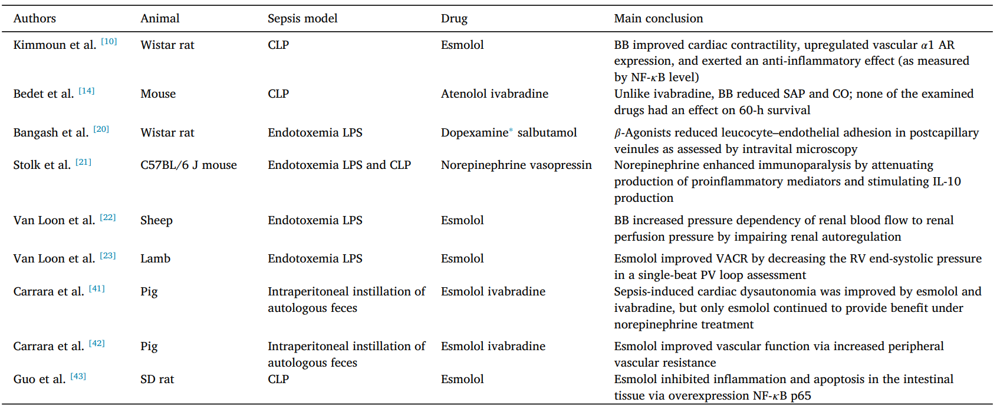 Authors Animal Sepsis model Drug Main conclusion
Kimmoun et al. [10] Wistar rat CLP Esmolol BB improved cardiac contractility, upregulated vascular α1 AR
expression, and exerted an anti-inflammatory effect (as measured
by NF-κB level)
Bedet et al. [14] Mouse CLP Atenolol ivabradine Unlike ivabradine, BB reduced SAP and CO; none of the examined
drugs had an effect on 60-h survival
Bangash et al. [20] Wistar rat Endotoxemia LPS Dopexamine* salbutamol β-Agonists reduced leucocyte–endothelial adhesion in postcapillary
veinules as assessed by intravital microscopy
Stolk et al. [21] C57BL/6 J mouse Endotoxemia LPS and CLP Norepinephrine vasopressin Norepinephrine enhanced immunoparalysis by attenuating
production of proinflammatory mediators and stimulating IL-10
production
Van Loon et al. [22] Sheep Endotoxemia LPS Esmolol BB increased pressure dependency of renal blood flow to renal
perfusion pressure by impairing renal autoregulation
Van Loon et al. [23] Lamb Endotoxemia LPS Esmolol Esmolol improved VACR by decreasing the RV end-systolic pressure
in a single-beat PV loop assessment
Carrara et al. [41] Pig Intraperitoneal instillation of Esmolol ivabradine Sepsis-induced cardiac dysautonomia was improved by esmolol and
autologous feces ivabradine, but only esmolol continued to provide benefit under
norepinephrine treatment
Carrara et al. [42] Pig Intraperitoneal instillation of Esmolol ivabradine Esmolol improved vascular function via increased peripheral
autologous feces vascular resistance
Guo et al. [43] SD rat CLP Esmolol Esmolol inhibited inflammation and apoptosis in the intestinal
tissue via overexpression NF-κB p65